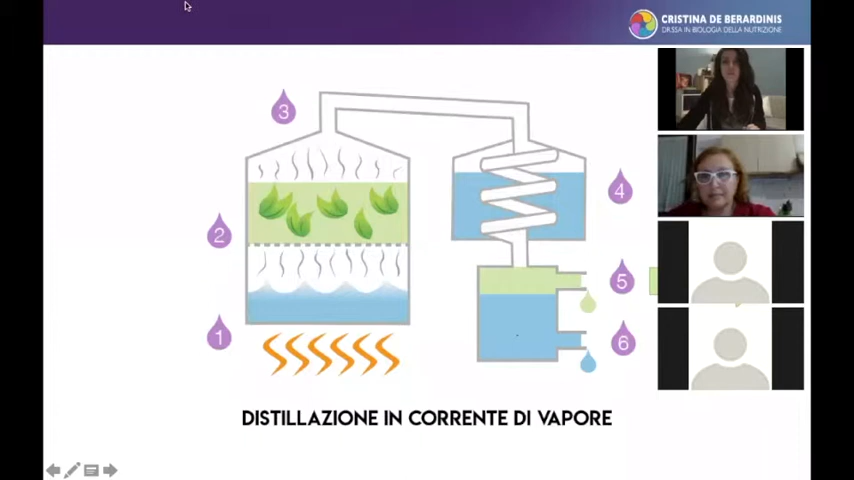 CRISTINA DE BERARDINIS
DR.SSA IN BIOLOGIA DELLA NUTRIZIONE
3
4
2
5
1
6
DISTILLAZIONE IN CORRENTE DI VAPORE